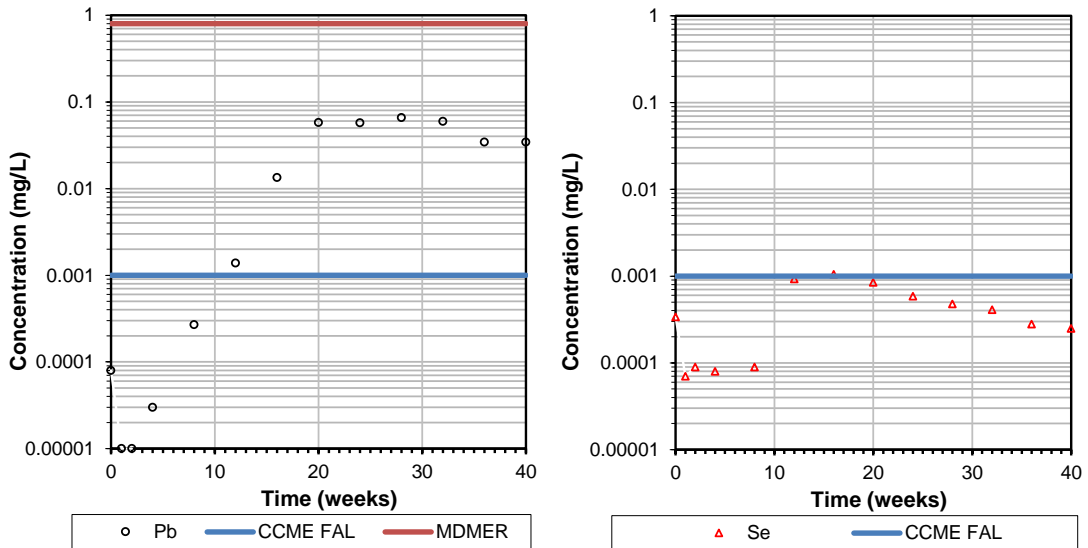 1
0.1
0.01
0.001
0.0001
0.00001
Concentration (mg/L)
0 10 20 30 40
Time (weeks)
Pb CCME FAL MDMER
1
0.1
0.01
0.001
0.0001
0.00001
Concentration (mg/L)
0 10 20 30 40
Time (weeks)
Se CCME FAL